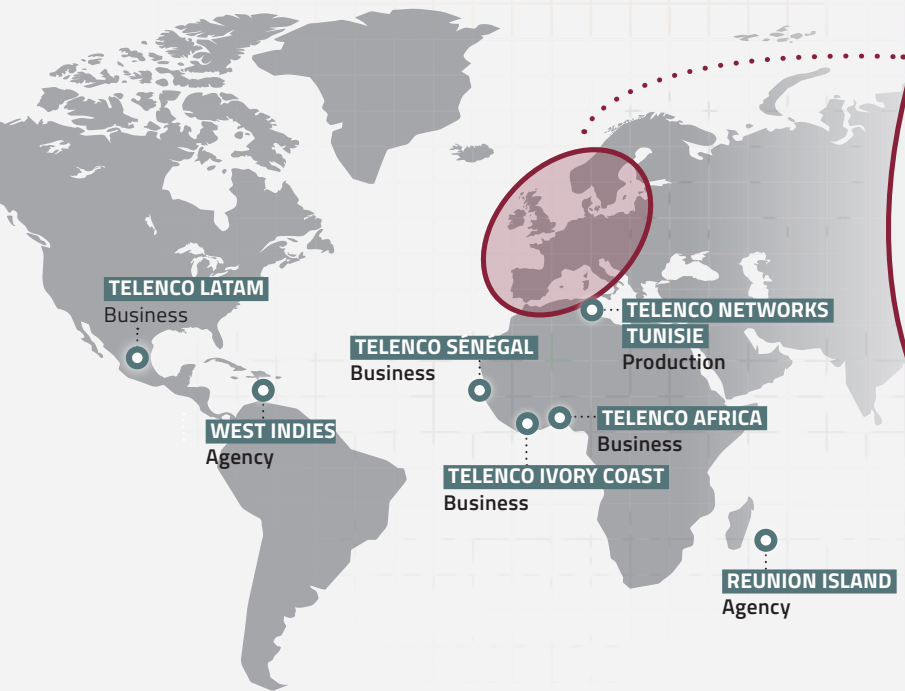 TELENCO LATAM
Business
WEST INDIES
Agency
TELENCO SÉNÉGAL
Business
TELENCO NETWORKS
TUNISIE
Production
TELENCO AFRICA
Business
TELENCO IVORY COAST
Business
REUNION ISLAND
Agency